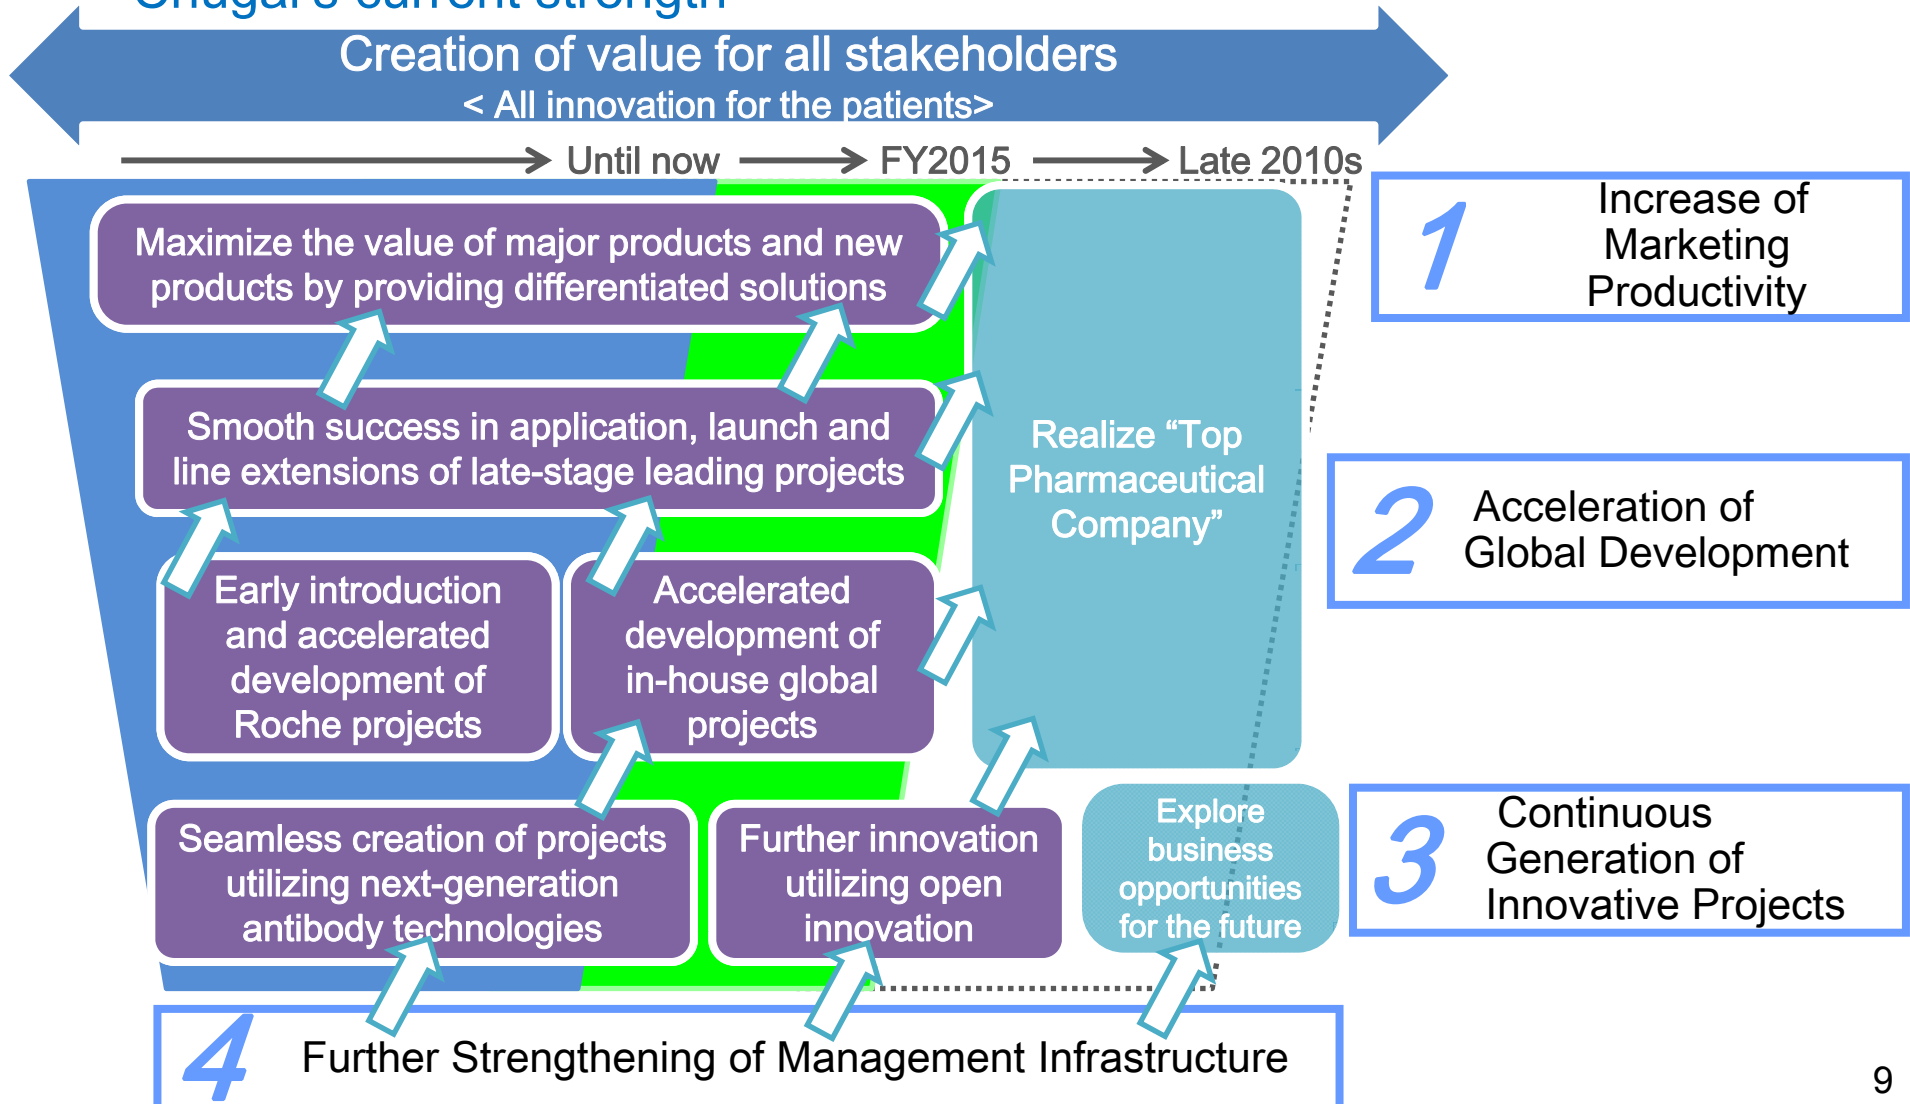 Chugai's current strength
Creation of value for all stakeholders
< All innovation for the patients>
Until now
FY2015
Late 2010s
Maximize the value of major products and new
products by providing differentiated solutions
1
Increase of
Marketing
Productivity
Smooth success in application, launch and
line extensions of late-stage leading projects
Realize “Top
Pharmaceutical
Company”
2
Acceleration of
Global Development
Early introduction
and accelerated
development of
Roche projects
Accelerated
development of
in-house global
projects
Seamless creation of projects
utilizing next-generation
antibody technologies
Further innovation
utilizing open
innovation
Explore
business
opportunities
for the future
3
Continuous
Generation of
Innovative Projects
4
Further Strengthening of Management Infrastructure
9